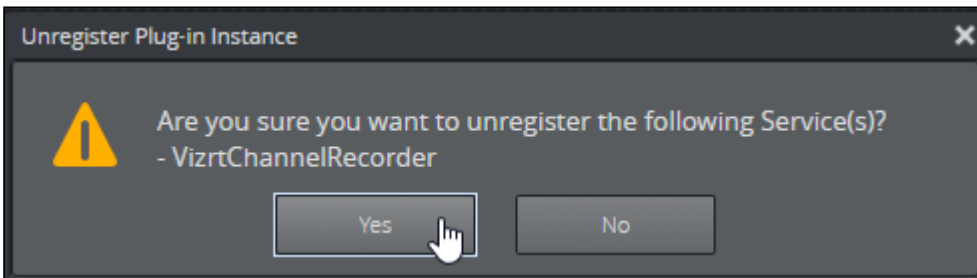 Unregister Plug-in Instance
Are you sure you want to unregister the following Service(s)?
- VizrtChannelRecorder
Yes
No